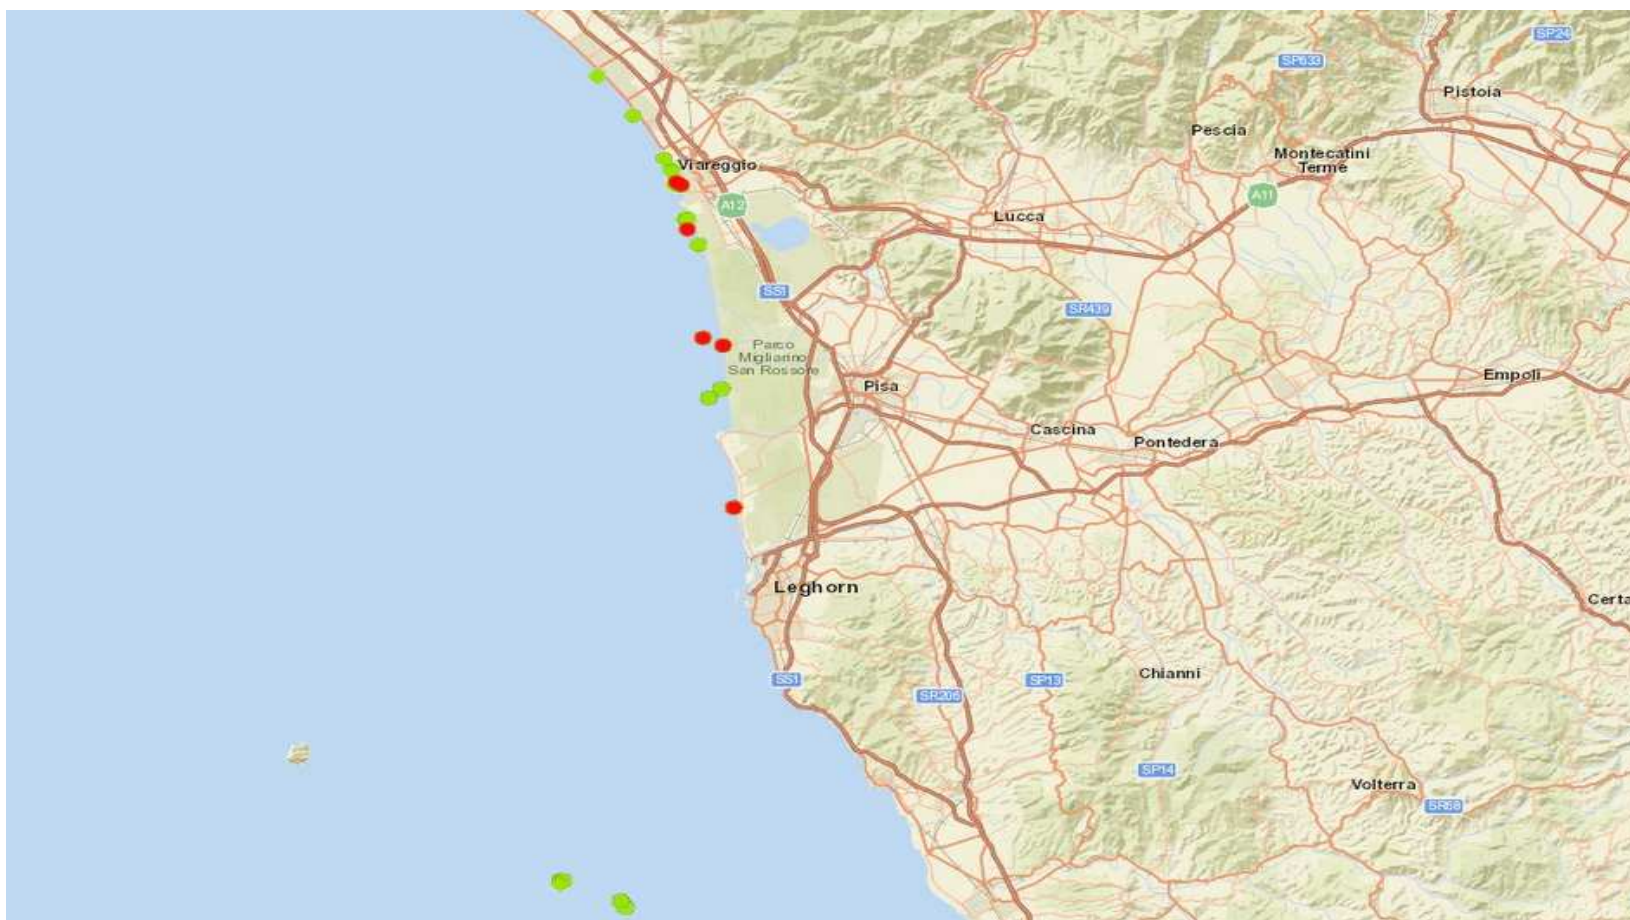 SP24
SP633
Pistoia
Pescia
Montecatini
Terme
Viareggio
A11
A12
Lucca
SS1
SR439
Parco
Migliarino
San Rossore
Empoli
Pisa
Cascina
Pontedera
Leghorn
Certa
Chianni
SS1
SP13
SR206
SP14
Volterra
SR68